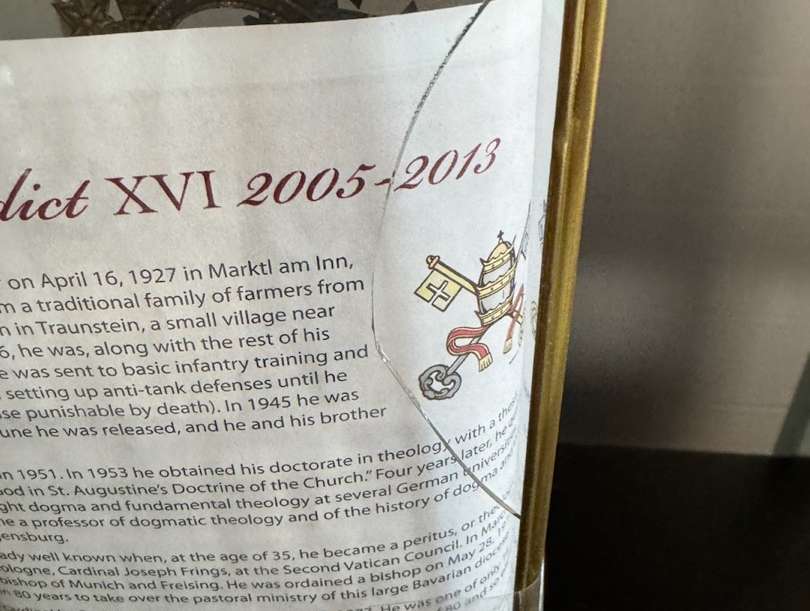 dict XVI 2005-2013
on April 16, 1927 in Marktl am Inn,
a traditional family of farmers from
in Traunstein, a small village near
6, he was, along with the rest of his
was sent to basic infantry training and
setting up anti-tank defenses until he
se punishable by death). In 1945 he was
une he was released, and he and his brother
in 1951. In 1953 he obtained his doctorate in theology with a
od in St. Augustine's Doctrine of the Church." Four years later, he
ght dogma and fundamental theology at several German
e a professor of dogmatic theology and of the history of dogma
ensburg.
ady well known when, at the age of 35, he became a peritus, or
ologne, Cardinal Joseph Frings, at the Second Vatican Council. In
bishop of Munich and Freising. He was ordained a bishop on May 28,
80 years to take over the pastoral ministry of this large Bavarian
He was one of only